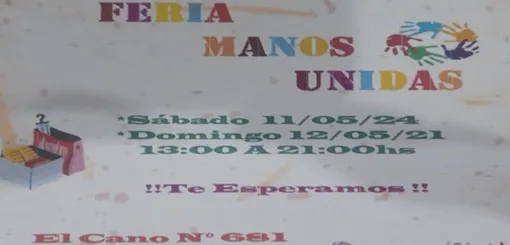 FERIA
MANOS
UNIDAS
*Sábado 11/05/24
*Domingo 12/05/21
13:00 A 21:00hs
!!Te Esperamos !!
El Cano Nº 681